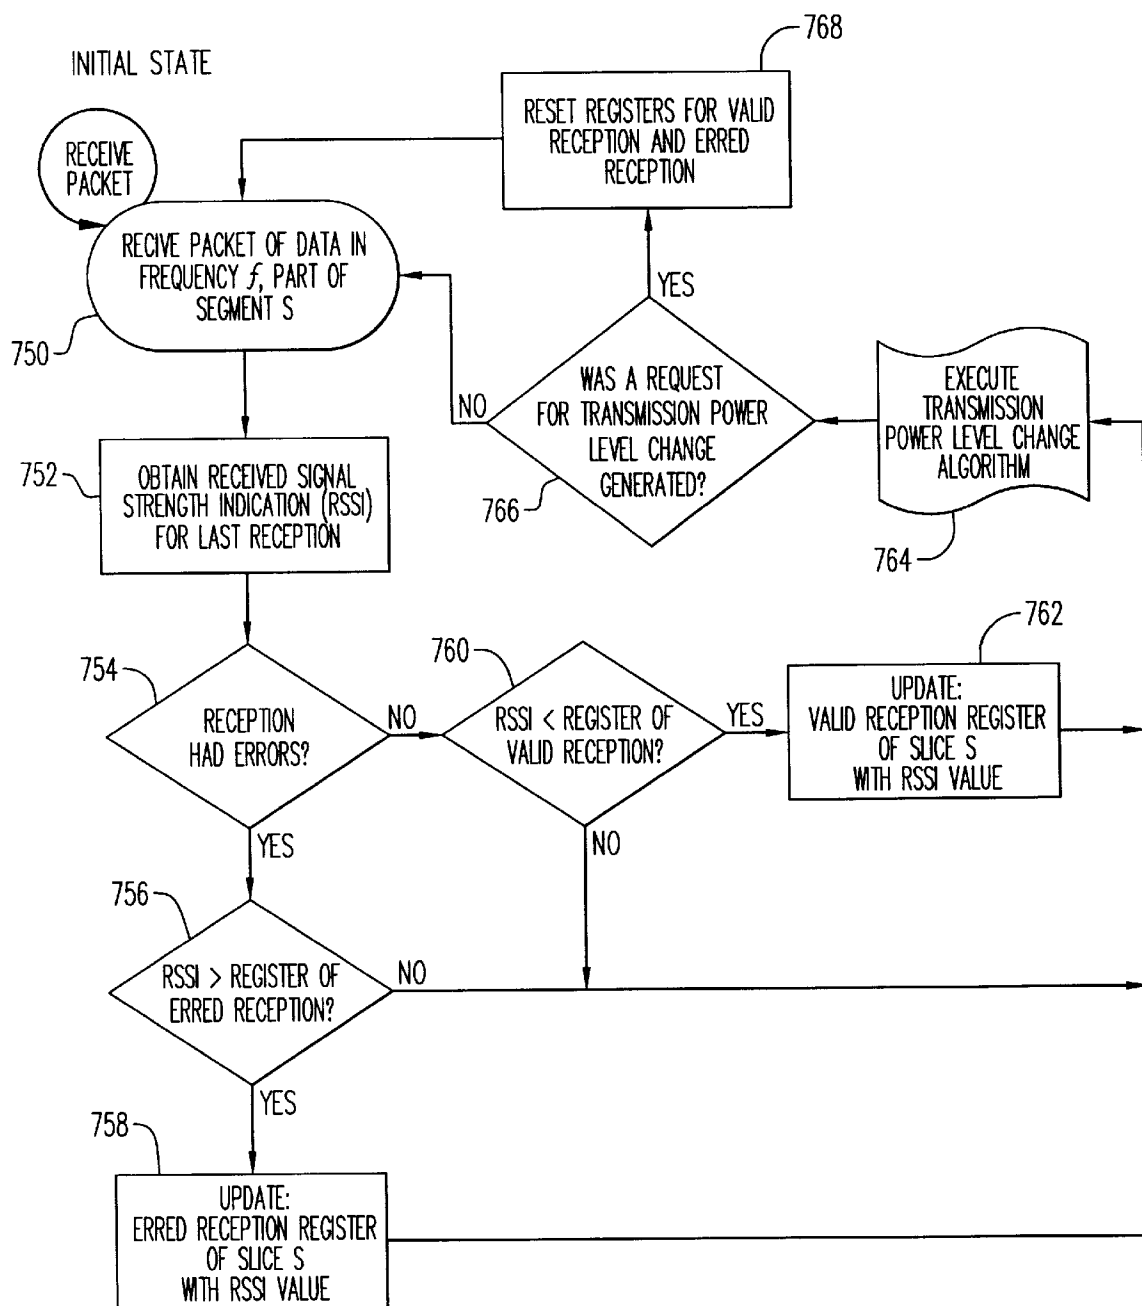 INITIAL STATE
768
RESET REGISTERS FOR VALID
RECEPTION AND ERRED
RECEPTION
RECEIVE
PACKET
RECIVE PACKET OF DATA IN
FREQUENCY f, PART OF
SEGMENT S
750
YES
WAS A REQUEST
FOR TRANSMISSION POWER
LEVEL CHANGE
GENERATED?
NO
766
EXECUTE
TRANSMISSION
POWER LEVEL CHANGE
ALGORITHM
764
752
OBTAIN RECEIVED SIGNAL
STRENGTH INDICATION (RSSI)
FOR LAST RECEPTION
754
RECEPTION
HAD ERRORS?
NO
YES
760
RSSI < REGISTER OF
VALID RECEPTION?
YES
NO
762
UPDATE:
VALID RECEPTION REGISTER
OF SLICE S
WITH RSSI VALUE
756
RSSI > REGISTER OF
ERRED RECEPTION?
NO
YES
758
UPDATE:
ERRED RECEPTION REGISTER
OF SLICE S
WITH RSSI VALUE